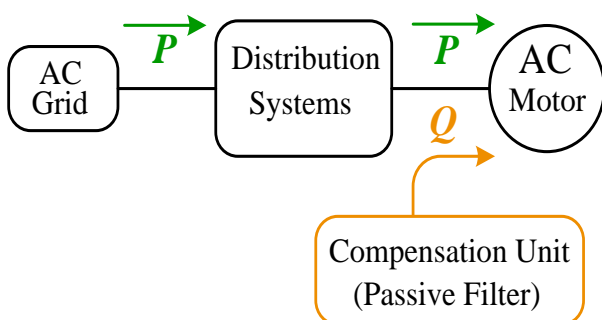 P
P
AC
Grid
Distribution
Systems
AC
Motor
Q
Compensation Unit
(Passive Filter)